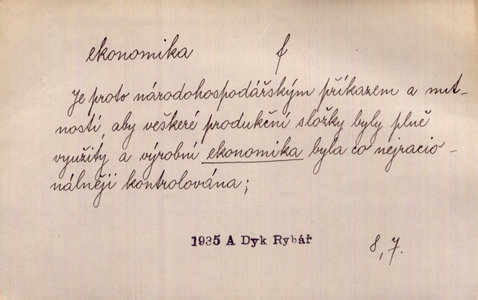 ekonomika f
Je proto národohospodářským příkazem a nut-
ností, aby veškeré produkční složky byly plně
využity a výrobní ekonomika byla co nejracio-
nálněji kontrolována;
1935 A Dyk Rybář 8,7.